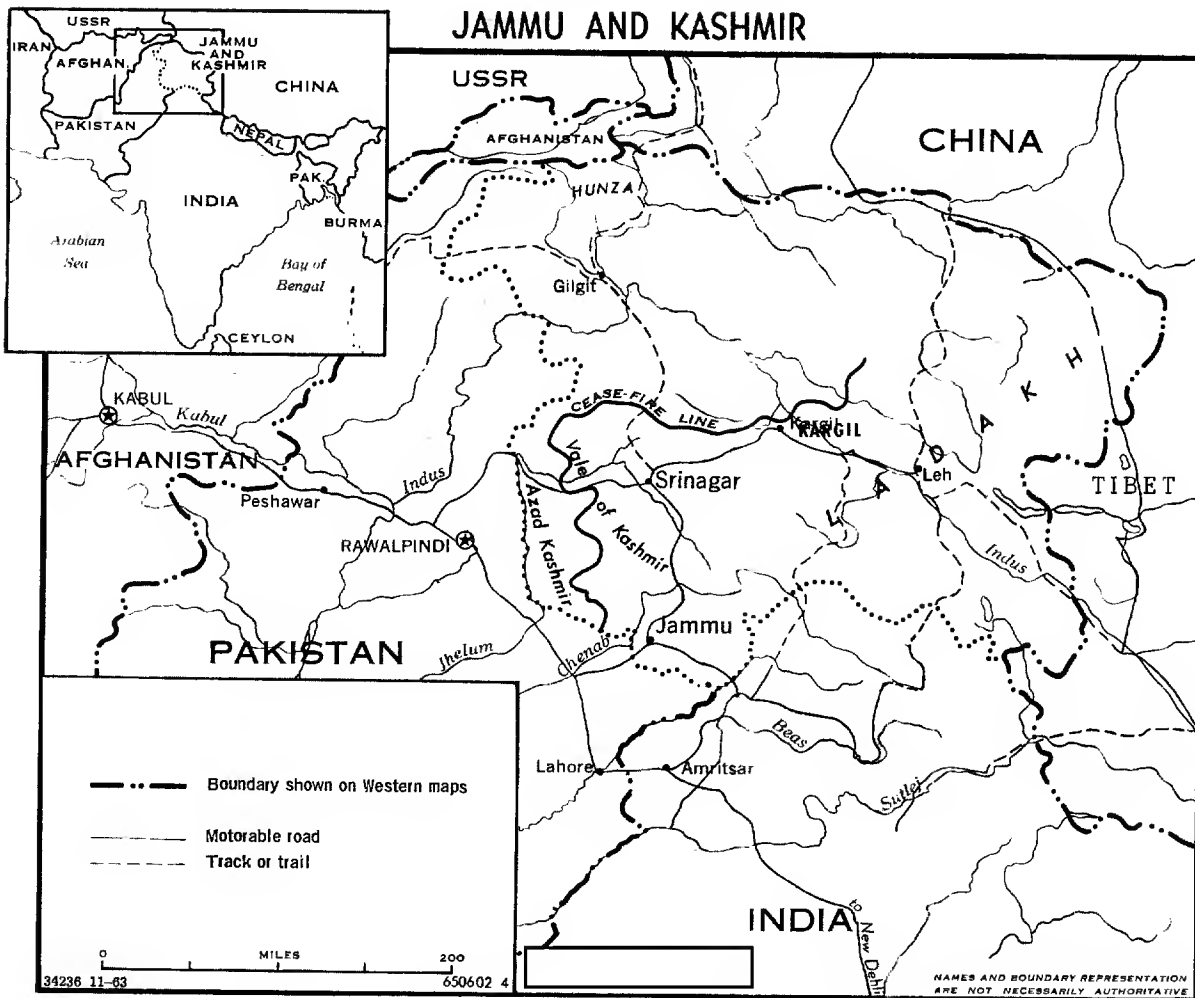 JAMMU AND KASHMIR
USSR
IRAN
AFGHAN.
JAMMU
AND
KASHMIR
CHINA
PAKISTAN
NEPAL
PAK.
INDIA
BURMA
Arabian
Sea
Bay of
Bengal
CEYLON
USSR
AFGHANISTAN
CHINA
HUNZA
Gilgit
KABUL
Kabul
CEASE-FIRE LINE
Kargil
KARGIL
LADAKH
AFGHANISTAN
Indus
Vale of Kashmir
Srinagar
Leh
TIBET
Peshawar
Azad Kashmir
RAWALPINDI
Indus
Jammu
PAKISTAN
Jhelum
Chenab
Beas
Lahore
Amritsar
Sutlej
Boundary shown on Western maps
Motorable road
Track or trail
INDIA
to New Delhi
0 MILES 200
34236 11-63
650602 4
NAMES AND BOUNDARY REPRESENTATION
ARE NOT NECESSARILY AUTHORITATIVE